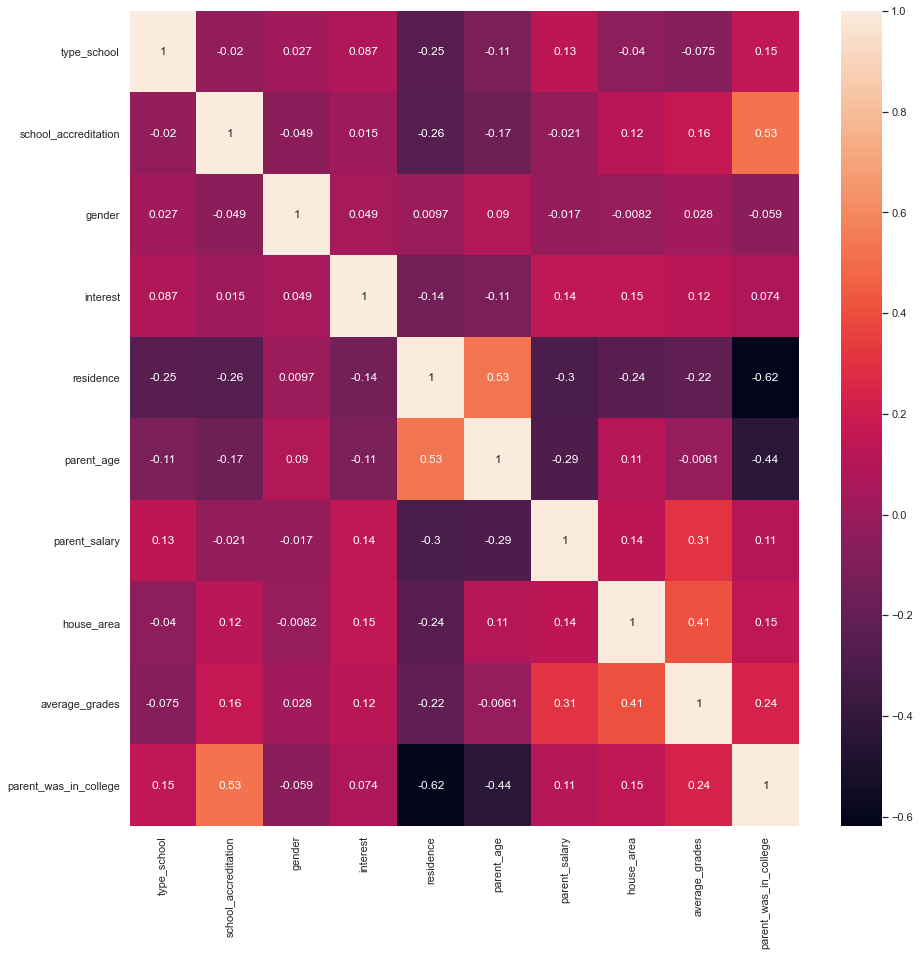 1.0
type_school 1 -0.02 0.027 0.087 -0.25 -0.11 0.13 -0.04 -0.075 0.15
0.8
school_accreditation -0.02 1 -0.049 0.015 -0.26 -0.17 -0.021 0.12 0.16 0.53
gender 0.027 -0.049 1 0.049 0.0097 0.09 -0.017 -0.0082 0.028 -0.059
0.6
interest 0.087 0.015 0.049 1 -0.14 -0.11 0.14 0.15 0.12 0.074
0.4
residence -0.25 -0.26 0.0097 -0.14 1 0.53 -0.3 -0.24 -0.22 -0.62
0.2
parent_age -0.11 -0.17 0.09 -0.11 0.53 1 -0.29 0.11 -0.0061 -0.44
0.0
parent_salary 0.13 -0.021 -0.017 0.14 -0.3 -0.29 1 0.14 0.31 0.11
−0.2
house_area -0.04 0.12 -0.0082 0.15 -0.24 0.11 0.14 1 0.41 0.15
average_grades -0.075 0.16 0.028 0.12 -0.22 -0.0061 0.31 0.41 1 0.24
−0.4
parent_was_in_college 0.15 0.53 -0.059 0.074 -0.62 -0.44 0.11 0.15 0.24 1
−0.6
type_school
school_accreditation
gender
interest
residence
parent_age
parent_salary
house_area
average_grades
parent_was_in_college